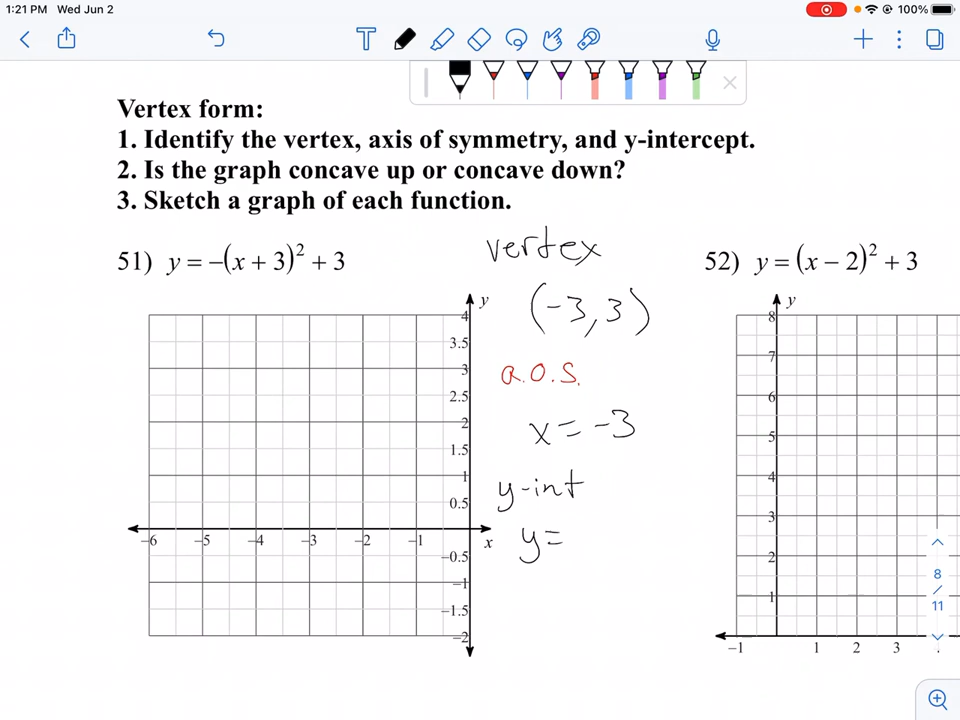 1:21 PM Wed Jun 2 100%
T
Vertex form:
1. Identify the vertex, axis of symmetry, and y-intercept.
2. Is the graph concave up or concave down?
3. Sketch a graph of each function.
51) y = −(x + 3)² + 3
vertex
52) y = (x − 2)² + 3
(-3, 3)
a.o.s.
x = -3
y-int
y =
y
4
3.5
3
2.5
2
1.5
1
0.5
−6 −5 −4 −3 −2 −1 x
−0.5
−1
−1.5
−2
y
8
7
6
5
4
3
2
1
−1 1 2 3
8
/
11